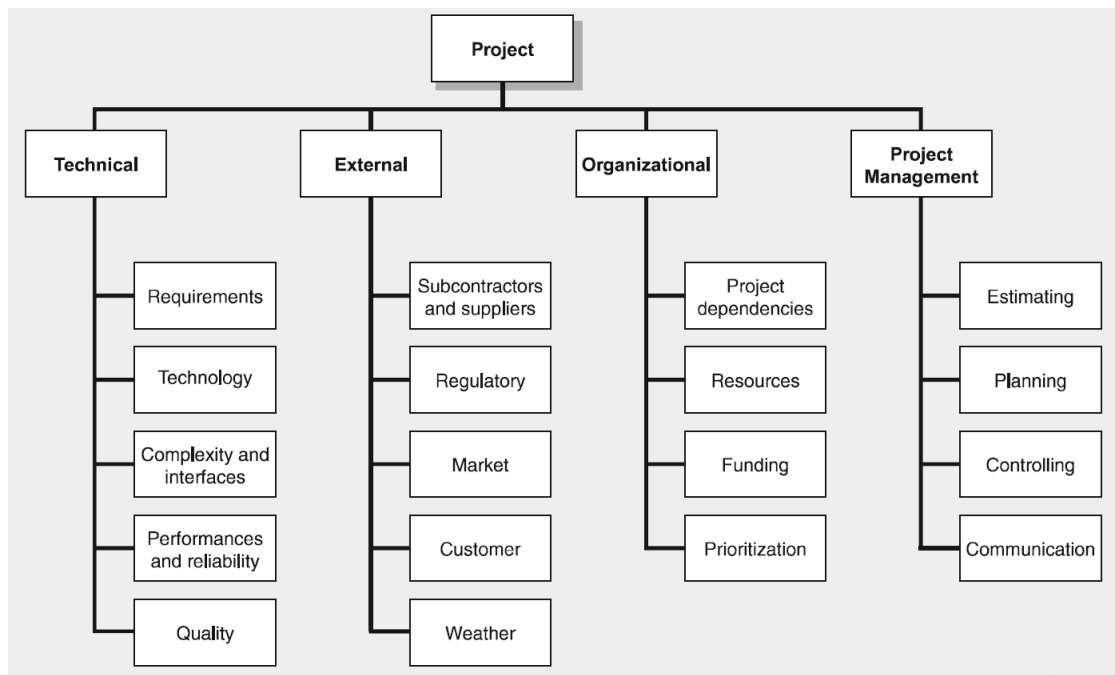 Project
Technical
External
Organizational
Project
Management
Requirements
Technology
Complexity and
interfaces
Performances
and reliability
Quality
Subcontractors
and suppliers
Regulatory
Market
Customer
Weather
Project
dependencies
Resources
Funding
Prioritization
Estimating
Planning
Controlling
Communication